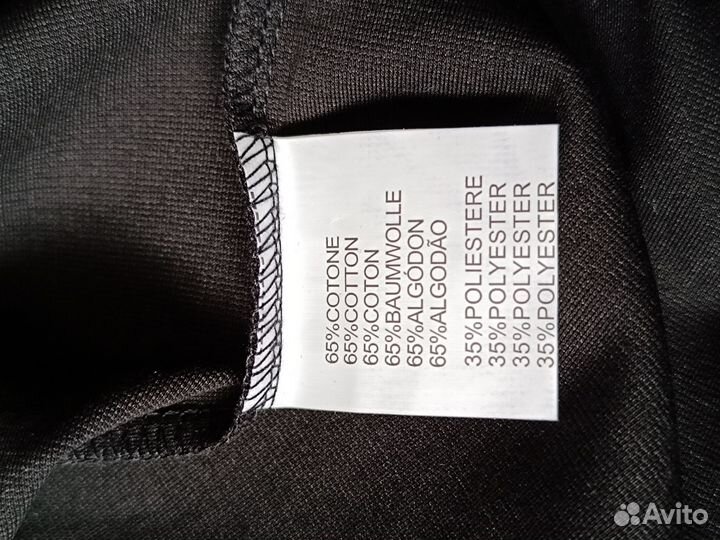 65%COTONE
65%COTTON
65%COTON
65%BAUMWOLLE
65%ALGÓDON
65%ALGODÃO
35%POLIESTERE
35%POLYESTER
35%POLYESTER
35%POLYESTER
Avito